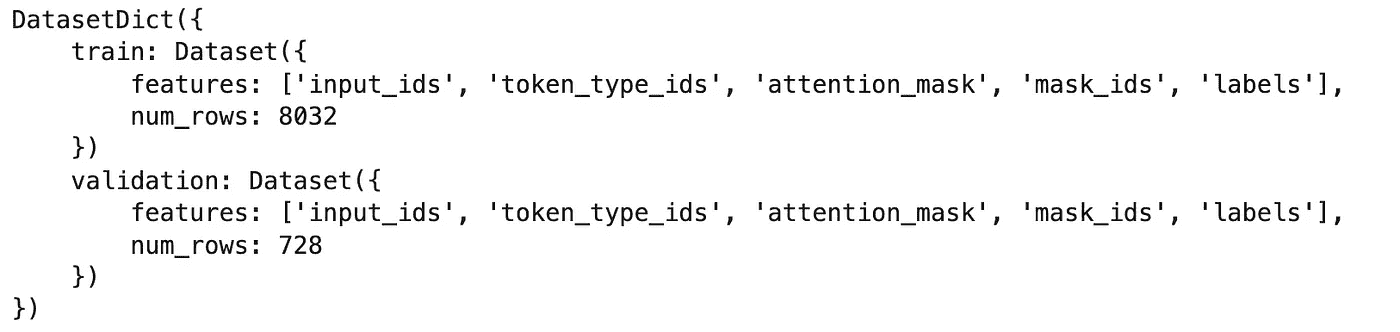 DatasetDict({
    train: Dataset({
        features: ['input_ids', 'token_type_ids', 'attention_mask', 'mask_ids', 'labels'],
        num_rows: 8032
    })
    validation: Dataset({
        features: ['input_ids', 'token_type_ids', 'attention_mask', 'mask_ids', 'labels'],
        num_rows: 728
    })
})